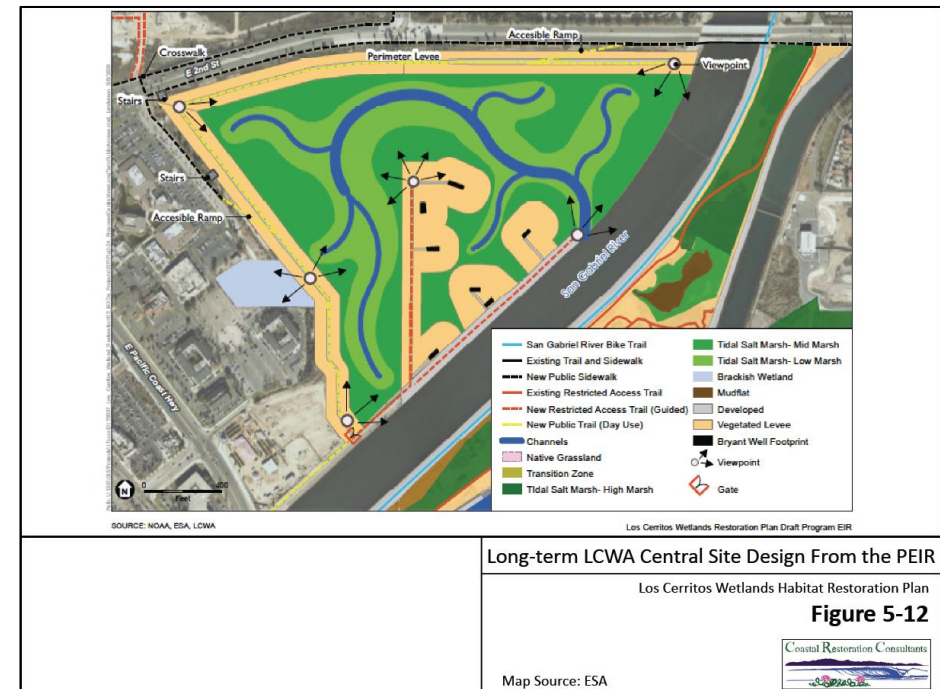 Accesible Ramp
Crosswalk
E 2nd St
Perimeter Levee
Viewpoint
Stairs
Stairs
Accesible Ramp
San Gabriel River
E Pacific Coast Hwy
N
0 400
Feet
San Gabriel River Bike Trail
Existing Trail and Sidewalk
New Public Sidewalk
Existing Restricted Access Trail
New Restricted Access Trail (Guided)
New Public Trail (Day Use)
Channels
Native Grassland
Transition Zone
TIdal Salt Marsh- High Marsh
Tidal Salt Marsh- Mid Marsh
Tidal Salt Marsh- Low Marsh
Brackish Wetland
Mudflat
Developed
Vegetated Levee
Bryant Well Footprint
Viewpoint
Gate
SOURCE: NOAA, ESA, LCWA
Los Cerritos Wetlands Restoration Plan Draft Program EIR
Long-term LCWA Central Site Design From the PEIR
Los Cerritos Wetlands Habitat Restoration Plan
Figure 5-12
Map Source: ESA
Coastal Restoration Consultants